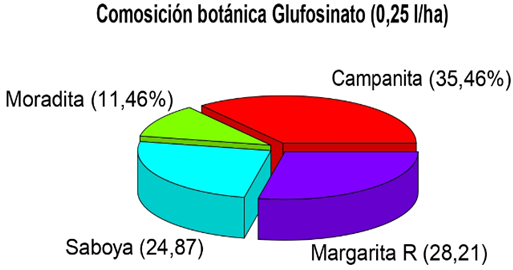 Comosición botánica Glufosinato (0,25 l/ha)
Campanita (35,46%)
Moradita (11,46%)
Saboya (24,87)
Margarita R (28,21)